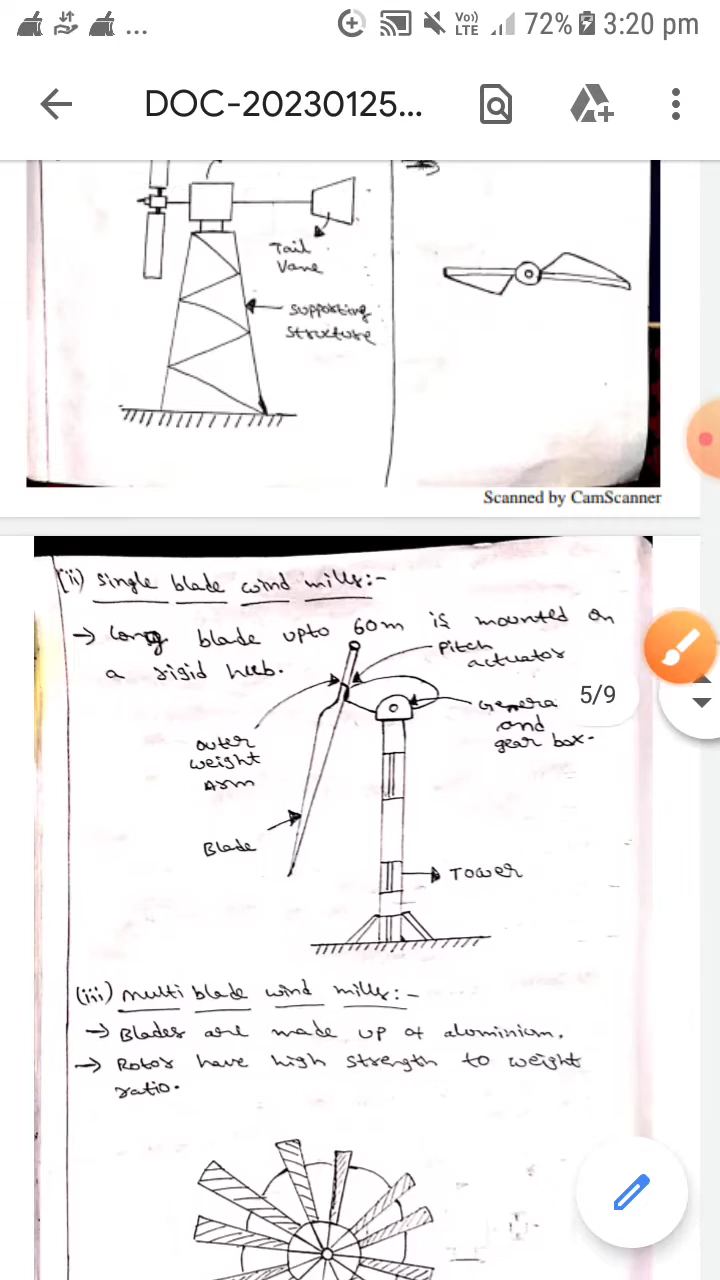 Vo))
LTE
72%
3:20 pm
DOC-20230125...
Tail
Vane
supporting
structure
Scanned by CamScanner
(ii) single blade wind mills:-
→ Long blade upto 60m is mounted on
a rigid hub.
Pitch
actuator
Genera
and
gear box-
5/9
outer
weight
Arm
Blade
Tower
(iii) multi blade wind mills:-
→ Blades are made up of aluminium.
→ Rotor have high strength to weight
ratio.